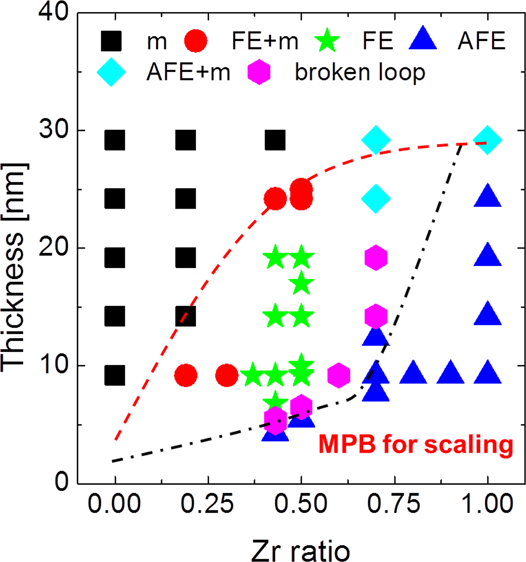 40
m FE+m FE AFE
AFE+m broken loop
30
20
10
0
Thickness [nm]
MPB for scaling
0.00 0.25 0.50 0.75 1.00
Zr ratio